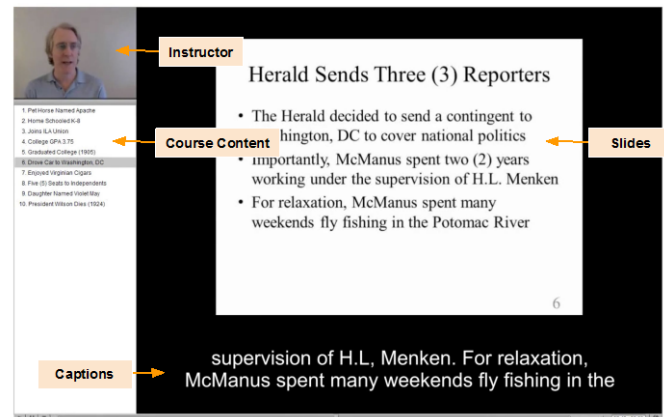 Instructor
1. Pet Horse Named Apache
2. Home Schooled K-8
3. Joins ILA Union
4. College GPA 3.75
5. Graduated College (1905)
6. Drove Car to Washington, DC
7. Enjoyed Virginian Cigars
8. Five (5) Seats to Independents
9. Daughter Named Violet May
10. President Wilson Dies (1924)
Course Content
Herald Sends Three (3) Reporters
• The Herald decided to send a contingent to
hington, DC to cover national politics
• Importantly, McManus spent two (2) years
working under the supervision of H.L. Menken
• For relaxation, McManus spent many
weekends fly fishing in the Potomac River
6
Slides
Captions
supervision of H.L, Menken. For relaxation,
McManus spent many weekends fly fishing in the